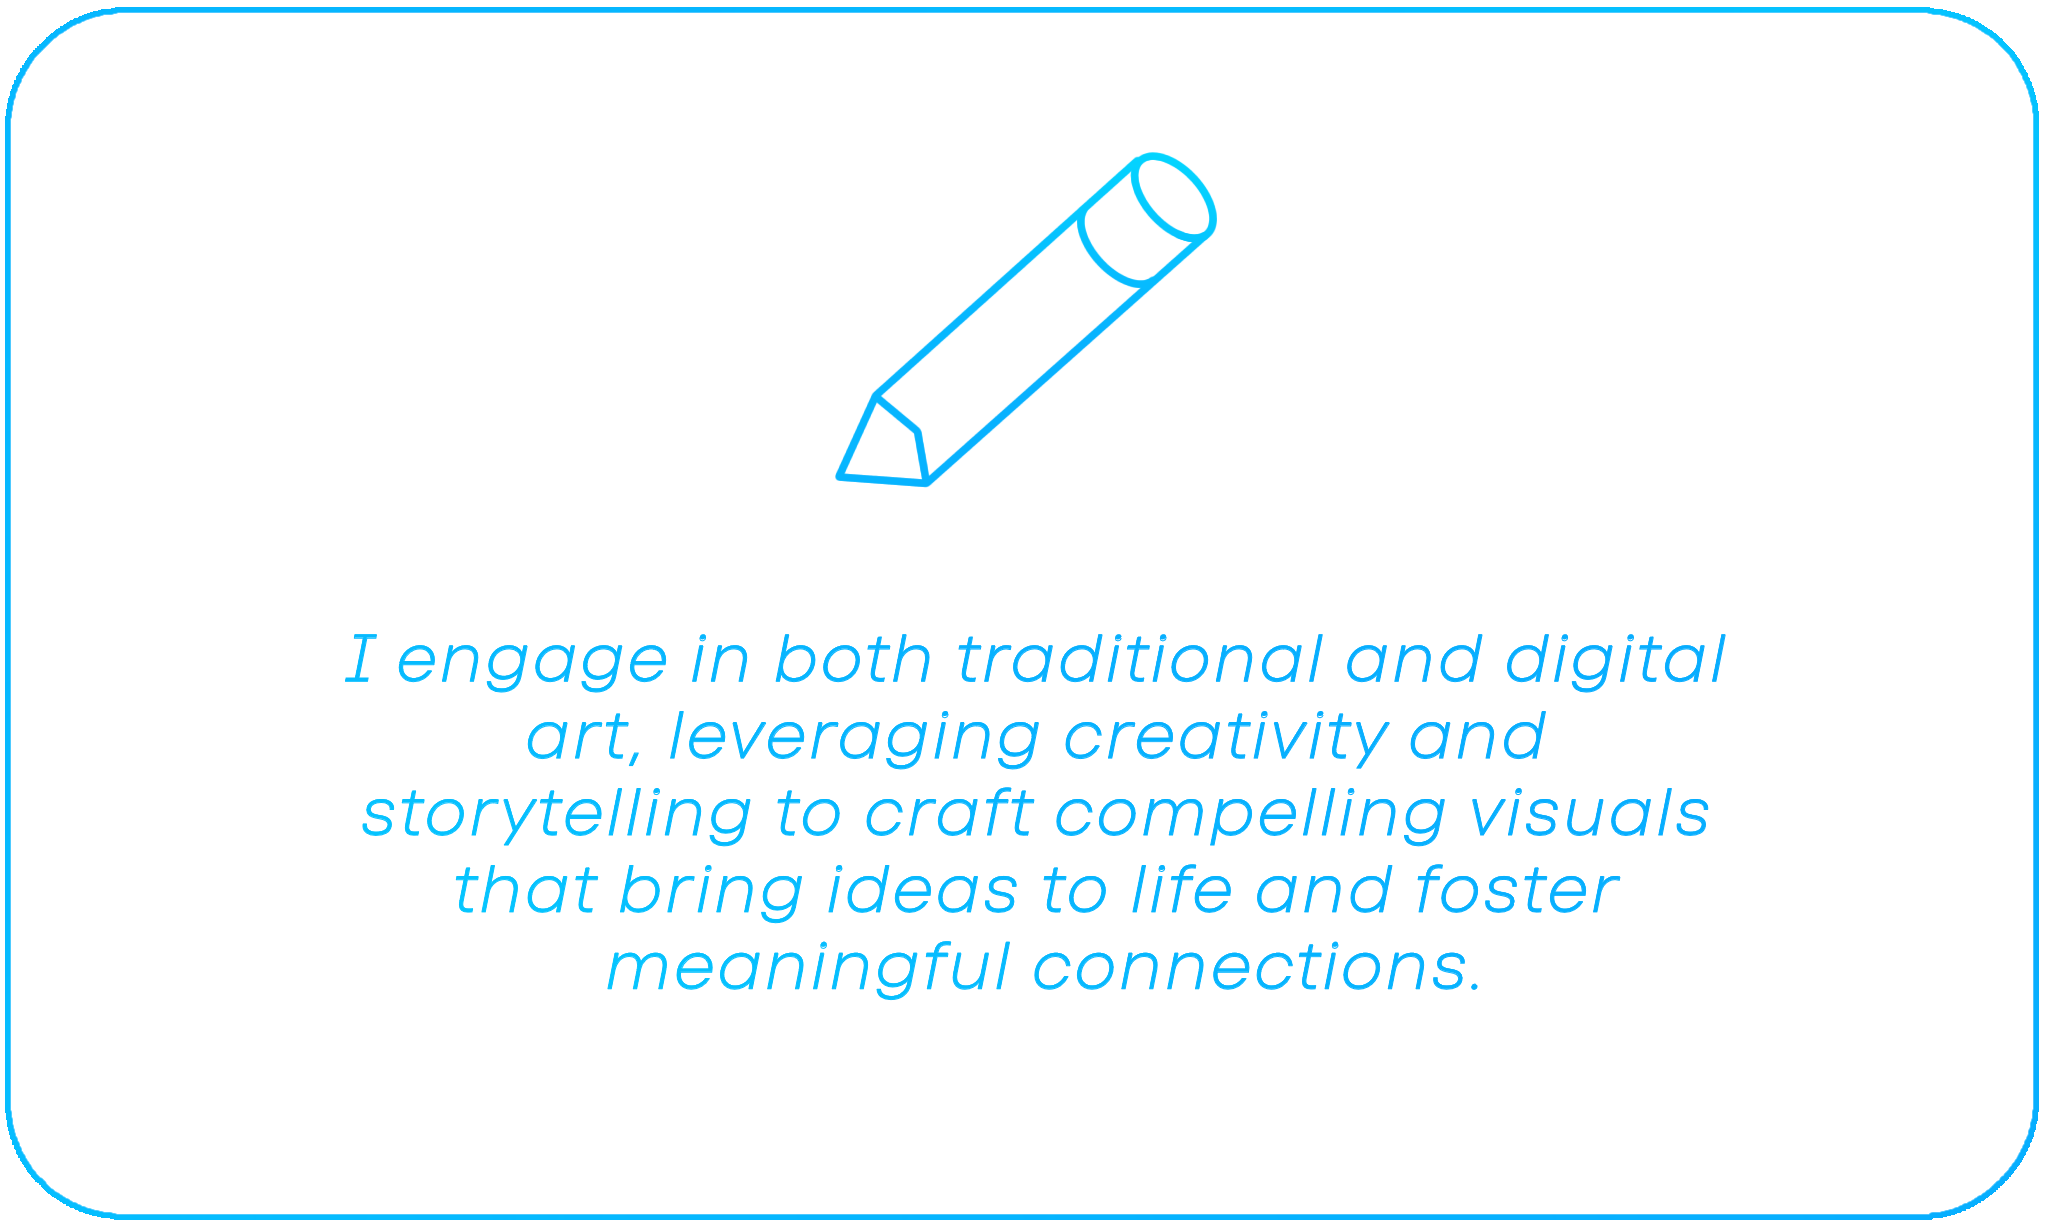 I engage in both traditional and digital
art, leveraging creativity and
storytelling to craft compelling visuals
that bring ideas to life and foster
meaningful connections.